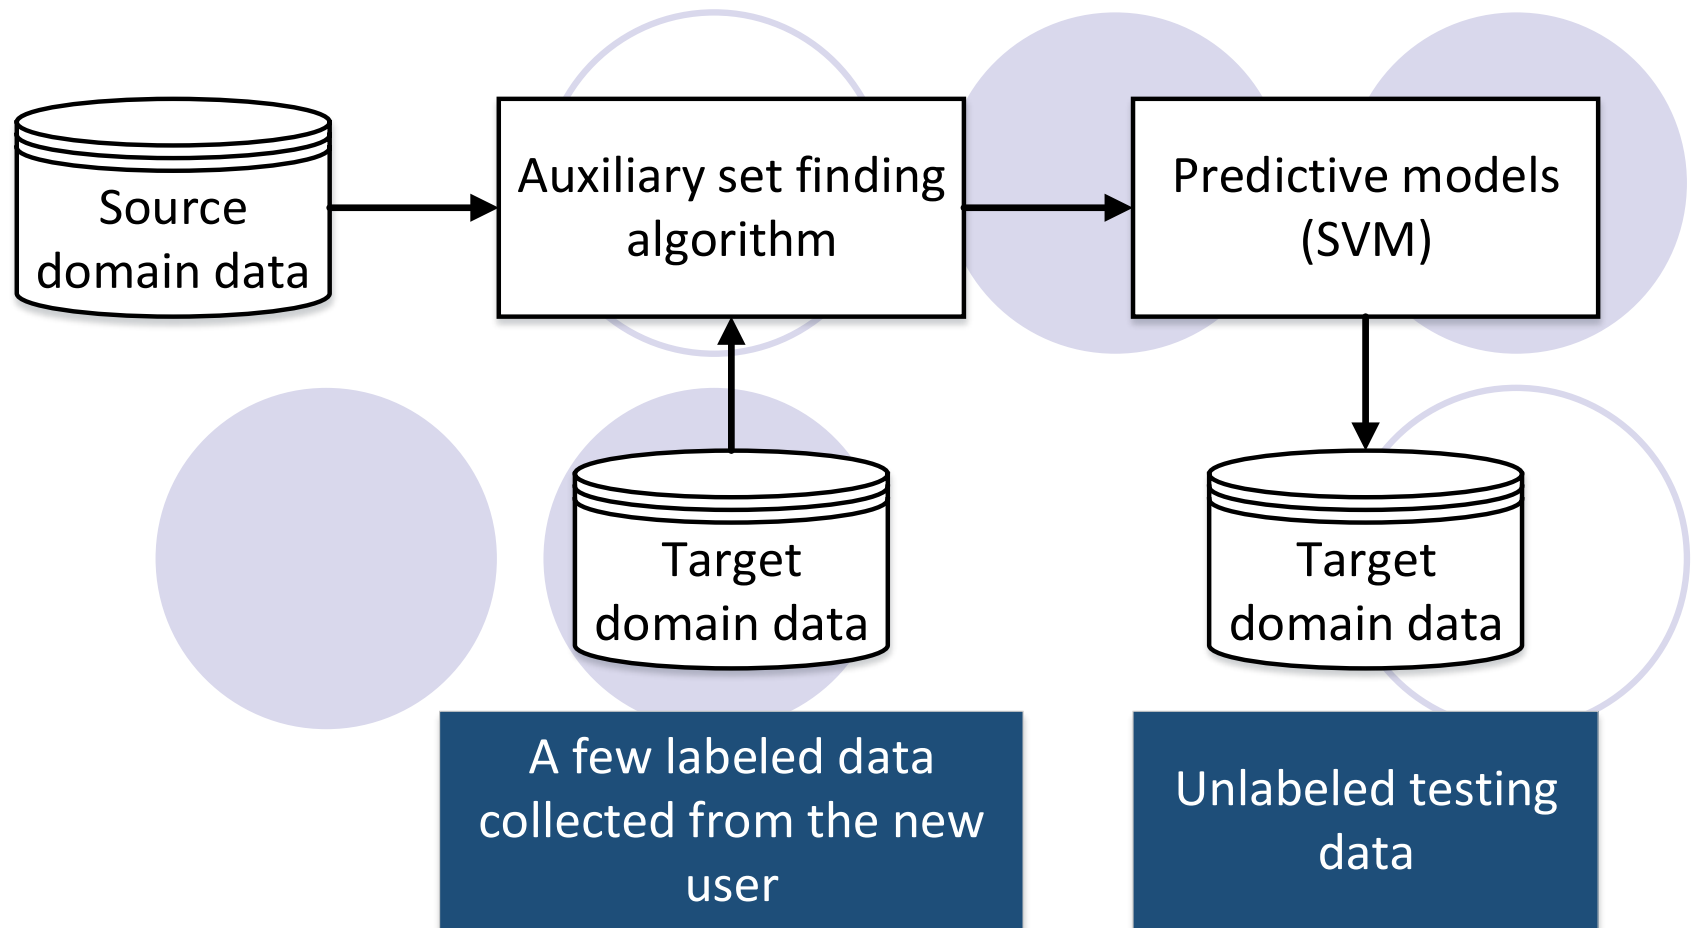 Source
domain data
Auxiliary set finding
algorithm
Predictive models
(SVM)
Target
domain data
Target
domain data
A few labeled data
collected from the new
user
Unlabeled testing
data